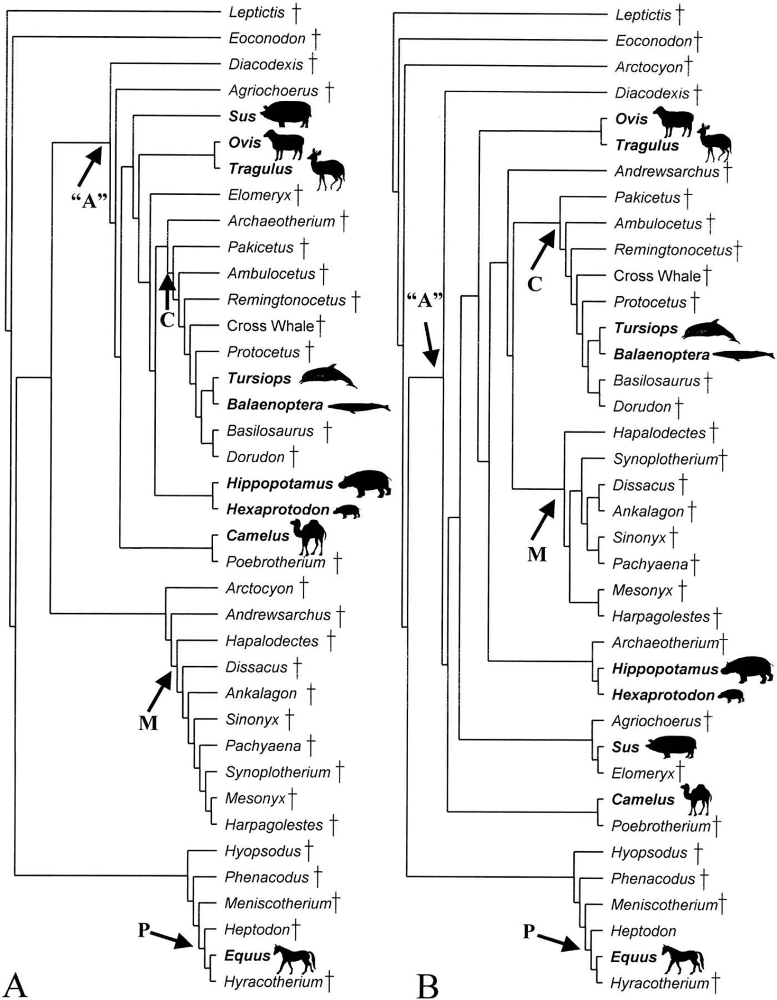 Leptictis †
Eoconodon †
Diacodexis †
Agriochoerus †
Sus
Ovis
Tragulus
"A"
Elomeryx †
Archaeotherium †
Pakicetus †
Ambulocetus †
Remingtonocetus †
C
Cross Whale †
Protocetus †
Tursiops
Balaenoptera
Basilosaurus †
Dorudon †
Hippopotamus
Hexaprotodon
Camelus
Poebrotherium †
Arctocyon †
Andrewsarchus †
Hapalodectes †
Dissacus †
Ankalagon †
M
Sinonyx †
Pachyaena †
Synoplotherium †
Mesonyx †
Harpagolestes †
Hyopsodus †
Phenacodus †
Meniscotherium †
P
Heptodon †
Equus
Hyracotherium †
A
Leptictis †
Eoconodon †
Arctocyon †
Diacodexis †
Ovis
Tragulus
Andrewsarchus †
Pakicetus †
Ambulocetus †
Remingtonocetus †
Cross Whale †
C
"A"
Protocetus †
Tursiops
Balaenoptera
Basilosaurus †
Dorudon †
Hapalodectes †
Synoplotherium †
Dissacus †
Ankalagon †
Sinonyx †
M
Pachyaena †
Mesonyx †
Harpagolestes †
Archaeotherium †
Hippopotamus
Hexaprotodon
Agriochoerus †
Sus
Elomeryx †
Camelus
Poebrotherium †
Hyopsodus †
Phenacodus †
Meniscotherium †
P
Heptodon
Equus
Hyracotherium †
B